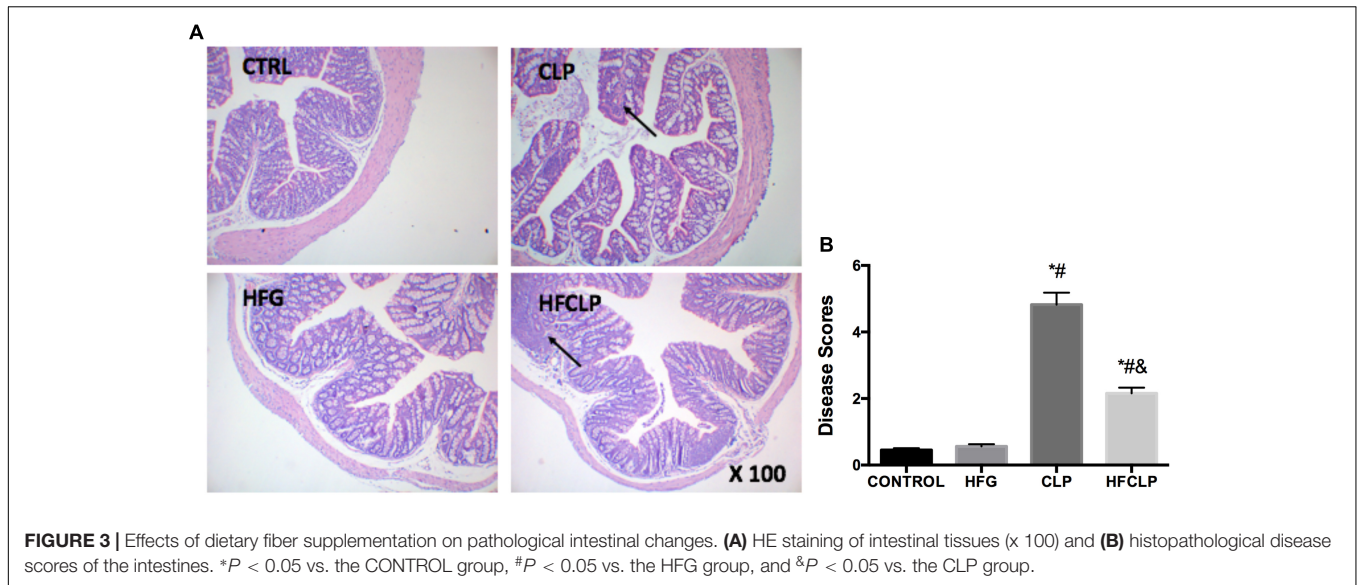 A
CTRL
CLP
HFG
HFCLP
X 100
B
Disease Scores
6
4
2
0
*#
*#&
CONTROL HFG CLP HFCLP
FIGURE 3 | Effects of dietary fiber supplementation on pathological intestinal changes. (A) HE staining of intestinal tissues (x 100) and (B) histopathological disease
scores of the intestines. *P < 0.05 vs. the CONTROL group, #P < 0.05 vs. the HFG group, and &P < 0.05 vs. the CLP group.